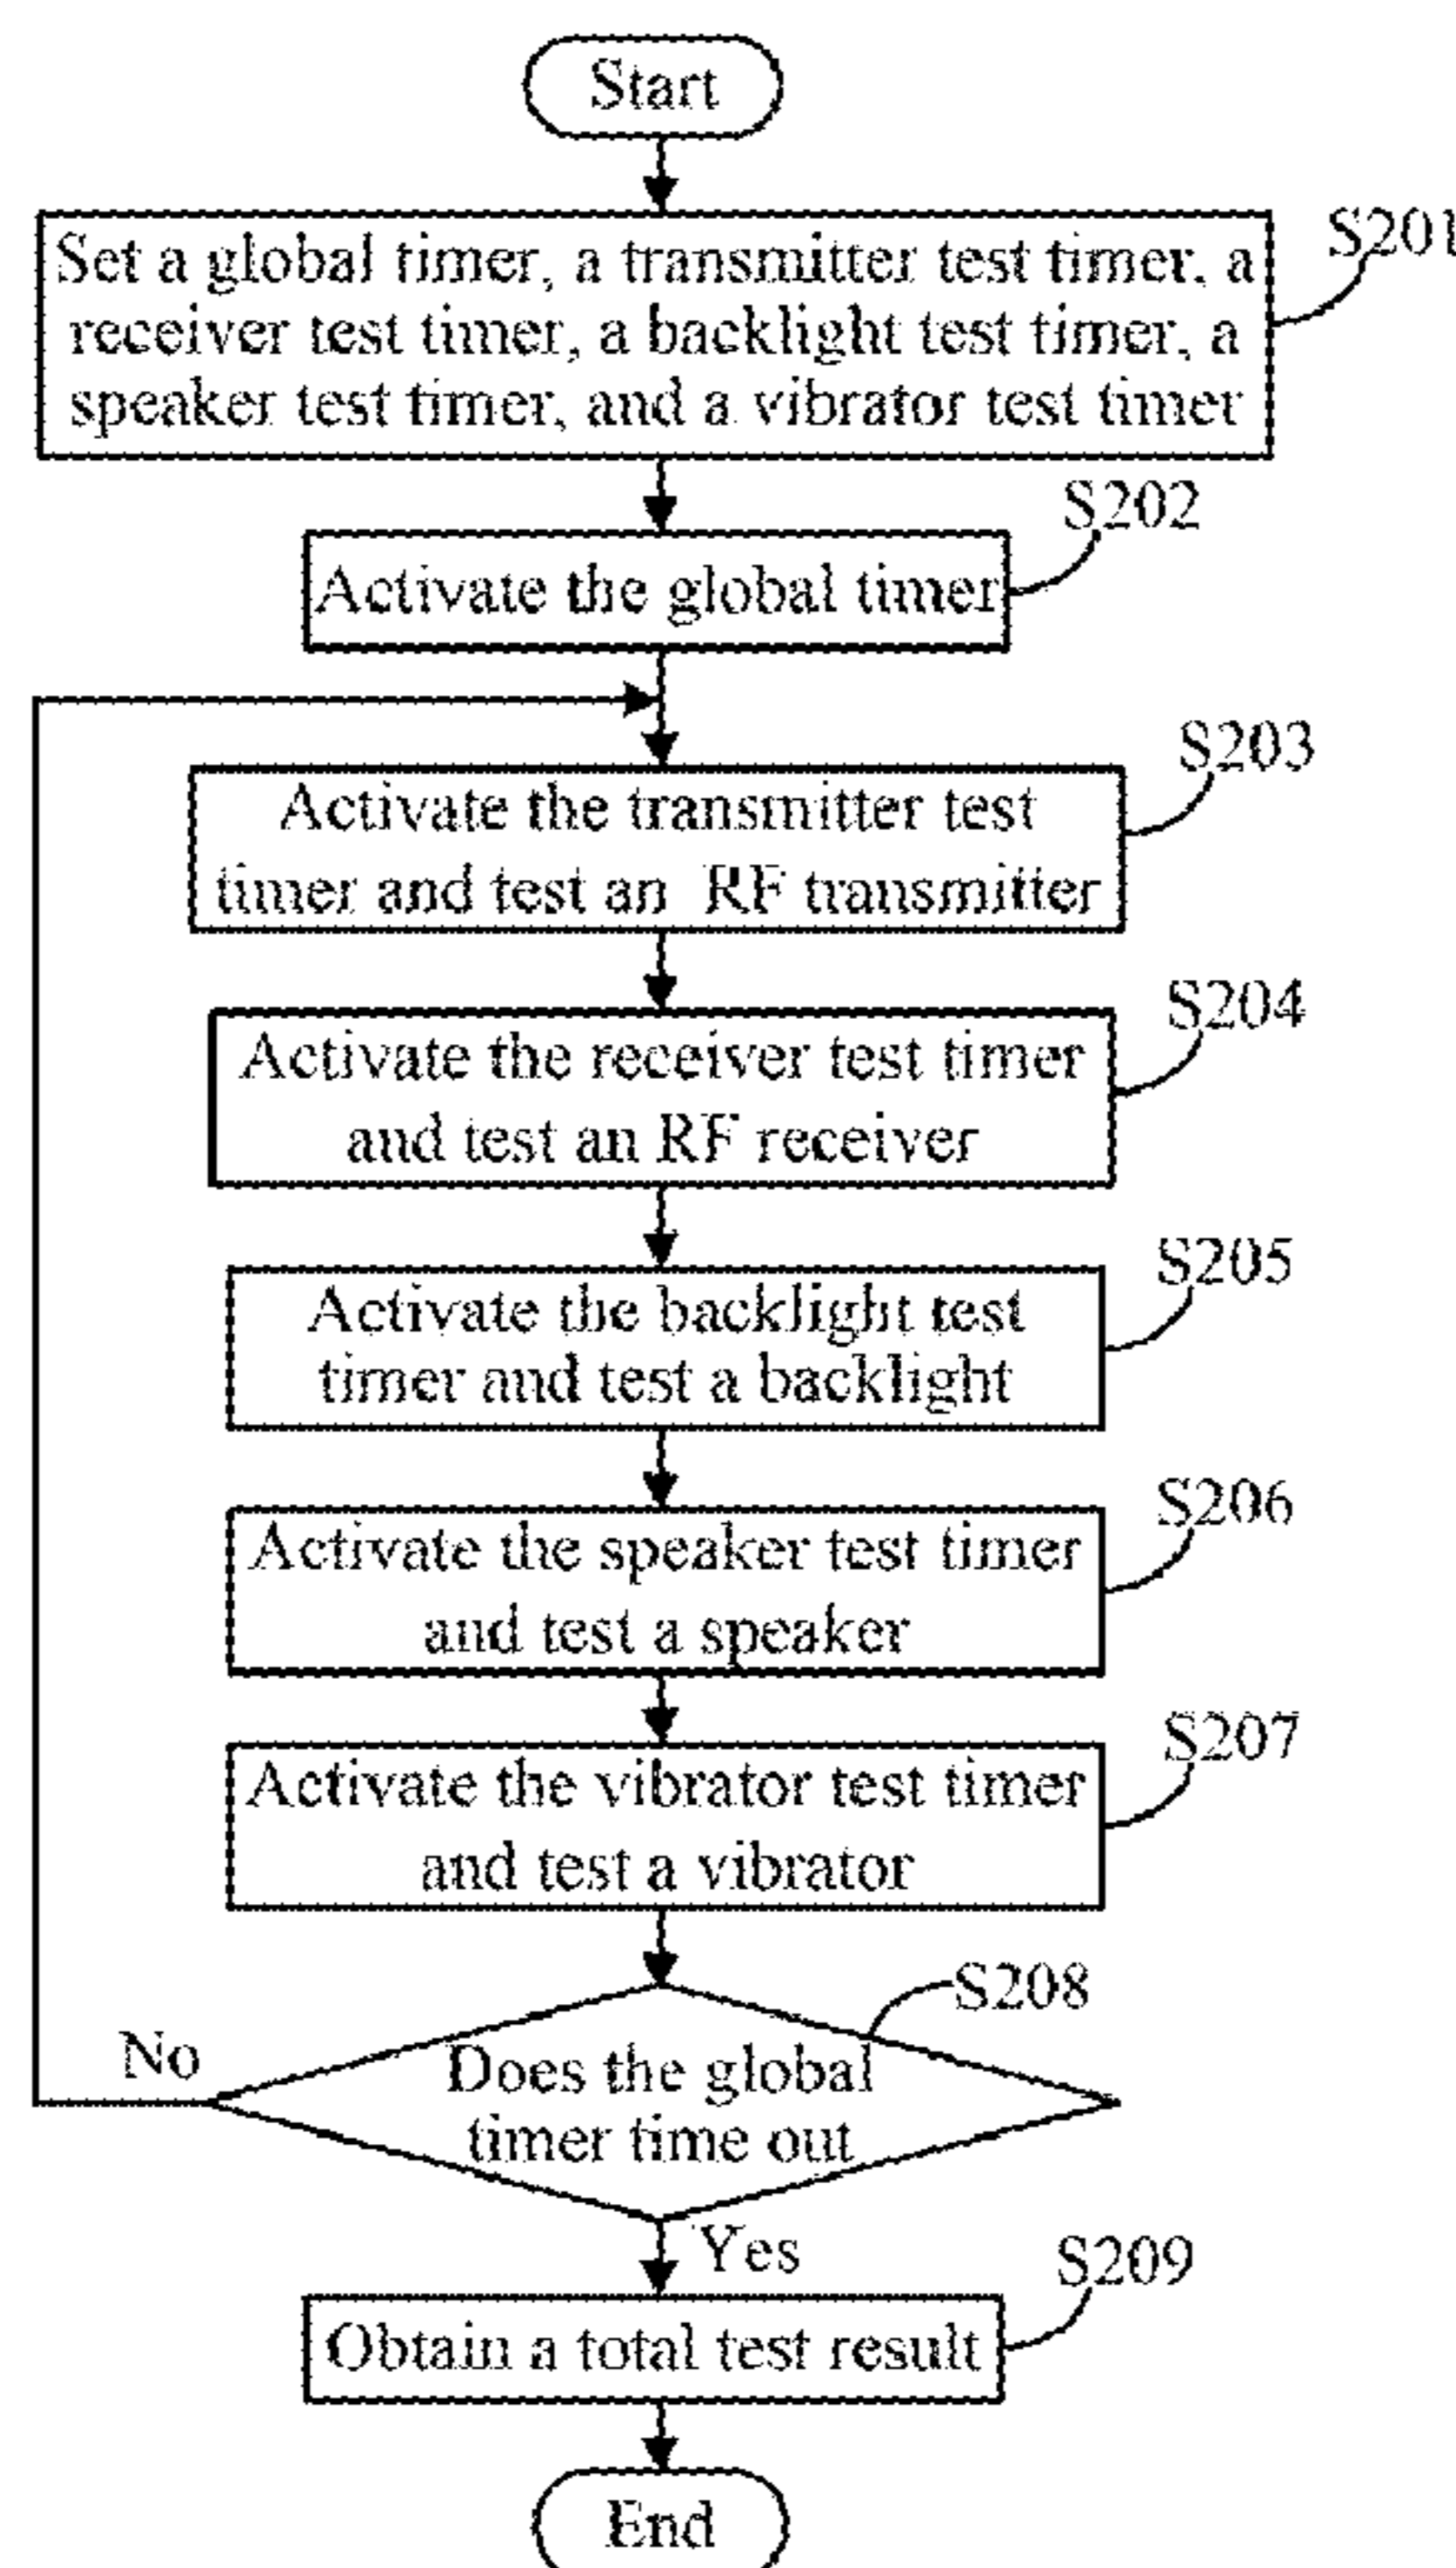 Start
S201
Set a global timer, a transmitter test timer, a
receiver test timer, a backlight test timer, a
speaker test timer, and a vibrator test timer
S202
Activate the global timer
S203
Activate the transmitter test
timer and test an RF transmitter
S204
Activate the receiver test timer
and test an RF receiver
S205
Activate the backlight test
timer and test a backlight
S206
Activate the speaker test timer
and test a speaker
S207
Activate the vibrator test timer
and test a vibrator
S208
No
Does the global
timer time out
Yes
S209
Obtain a total test result
End